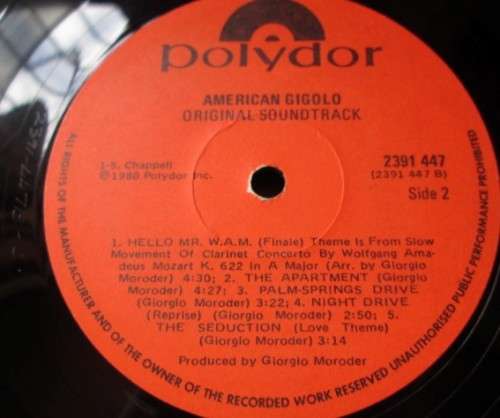 polydor
AMERICAN GIGOLO
ORIGINAL SOUNDTRACK
1-5. Chappell
℗ 1980 Polydor Inc.
2391 447
(2391 447 B)
Side 2
1. HELLO MR. W.A.M. (Finale) Theme Is From Slow
Movement Of Clarinet Concerto By Wolfgang Ama-
deus Mozart K. 622 In A Major (Arr. by Giorgio
Moroder) 4:30; 2. THE APARTMENT (Giorgio
Moroder) 4:27; 3. PALM-SPRINGS DRIVE
(Giorgio Moroder) 3:22; 4. NIGHT DRIVE
(Reprise) (Giorgio Moroder) 2:50; 5.
THE SEDUCTION (Love Theme)
(Giorgio Moroder) 3:14
Produced by Giorgio Moroder
ALL RIGHTS OF THE MANUFACTURER AND OF THE OWNER OF THE RECORDED WORK RESERVED UNAUTHORISED PUBLIC PERFORMANCE PROHIBITED